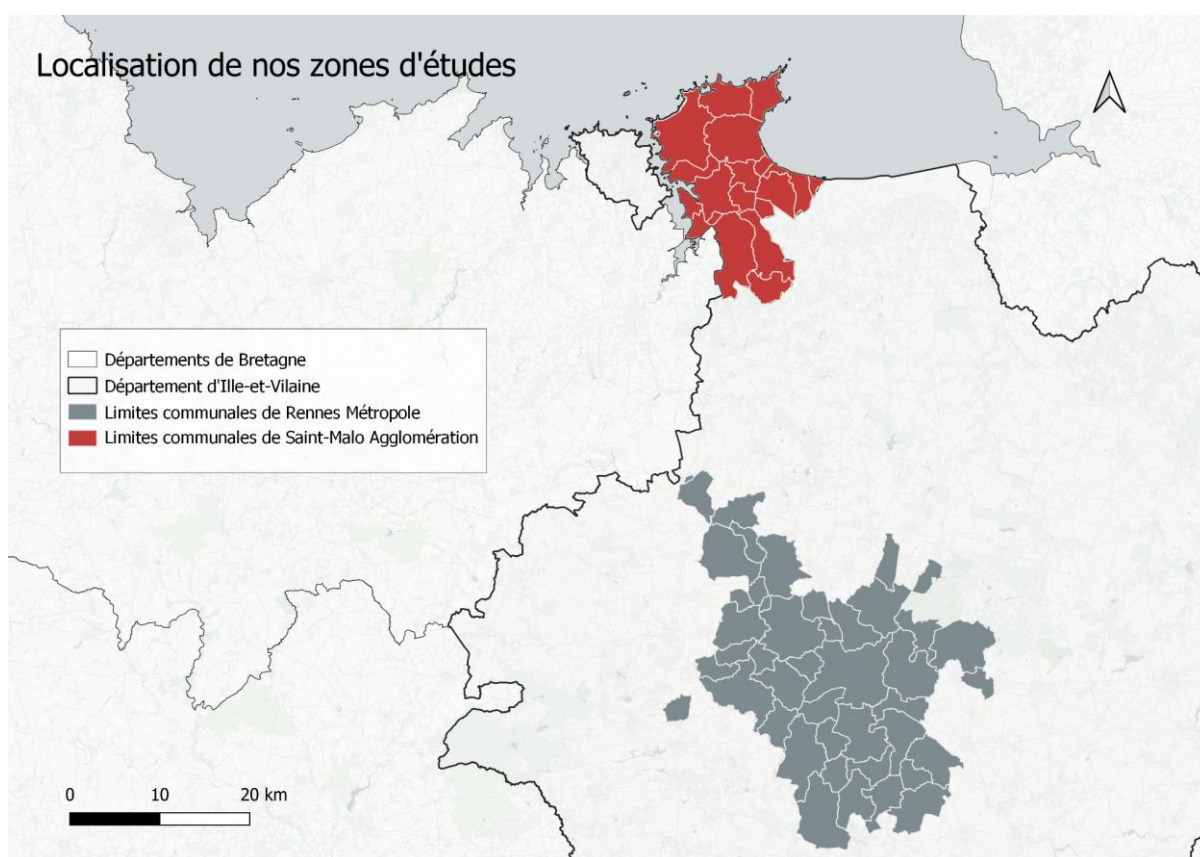 Localisation de nos zones d'études
Départements de Bretagne
Département d'Ille-et-Vilaine
Limites communales de Rennes Métropole
Limites communales de Saint-Malo Agglomération
0 10 20 km